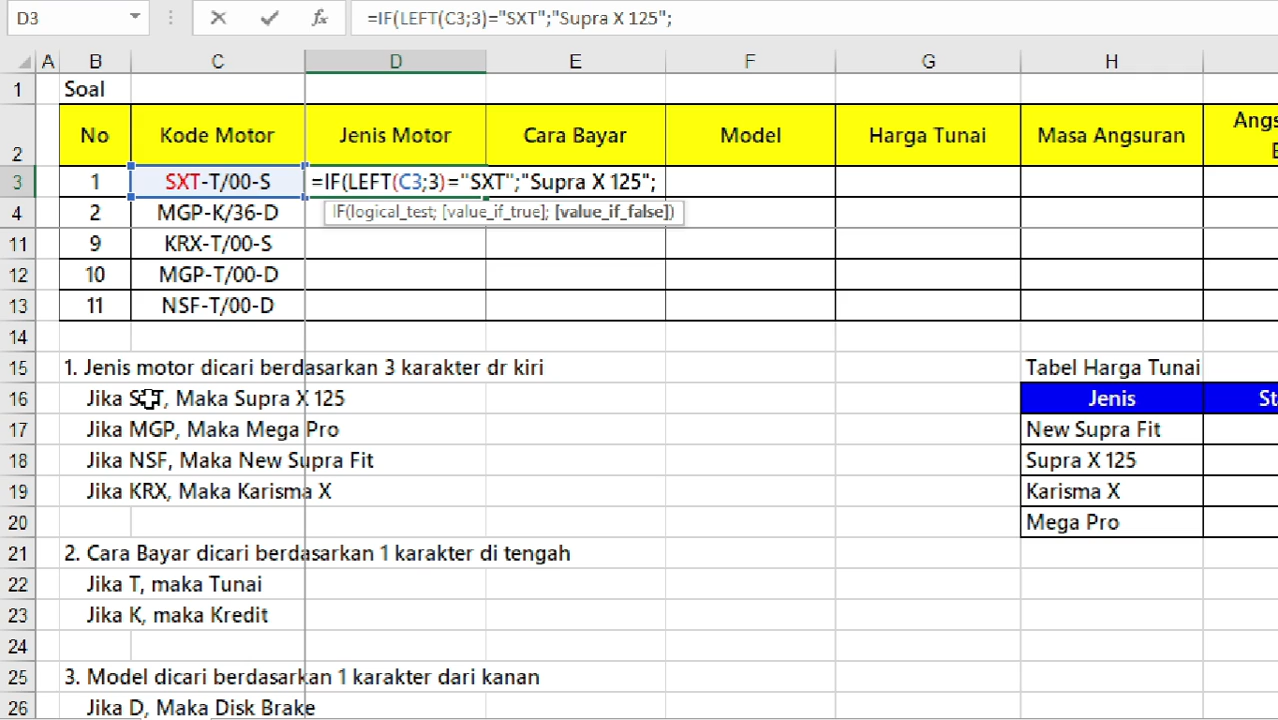 D3 fx =IF(LEFT(C3;3)="SXT";"Supra X 125";
A B C D E F G H
1 Soal
2 No Kode Motor Jenis Motor Cara Bayar Model Harga Tunai Masa Angsuran Angs
3 1 SXT-T/00-S =IF(LEFT(C3;3)="SXT";"Supra X 125";
4 2 MGP-K/36-D IF(logical_test; [value_if_true]; [value_if_false])
11 9 KRX-T/00-S
12 10 MGP-T/00-D
13 11 NSF-T/00-D
14
15 1. Jenis motor dicari berdasarkan 3 karakter dr kiri Tabel Harga Tunai
16 Jika SXT, Maka Supra X 125 Jenis St
17 Jika MGP, Maka Mega Pro New Supra Fit
18 Jika NSF, Maka New Supra Fit Supra X 125
19 Jika KRX, Maka Karisma X Karisma X
20 Mega Pro
21 2. Cara Bayar dicari berdasarkan 1 karakter di tengah
22 Jika T, maka Tunai
23 Jika K, maka Kredit
24
25 3. Model dicari berdasarkan 1 karakter dari kanan
26 Jika D, Maka Disk Brake